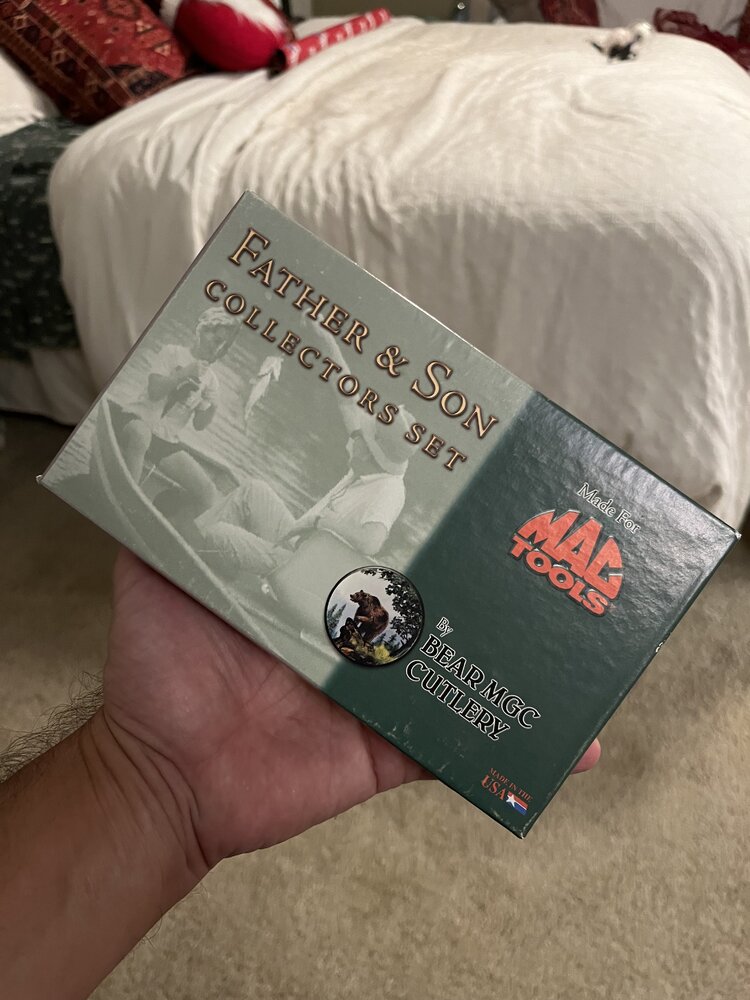 FATHER & SON
COLLECTORS SET
Made For
MAC
TOOLS
By
BEAR MGC
CUTLERY
MADE IN THE
USA